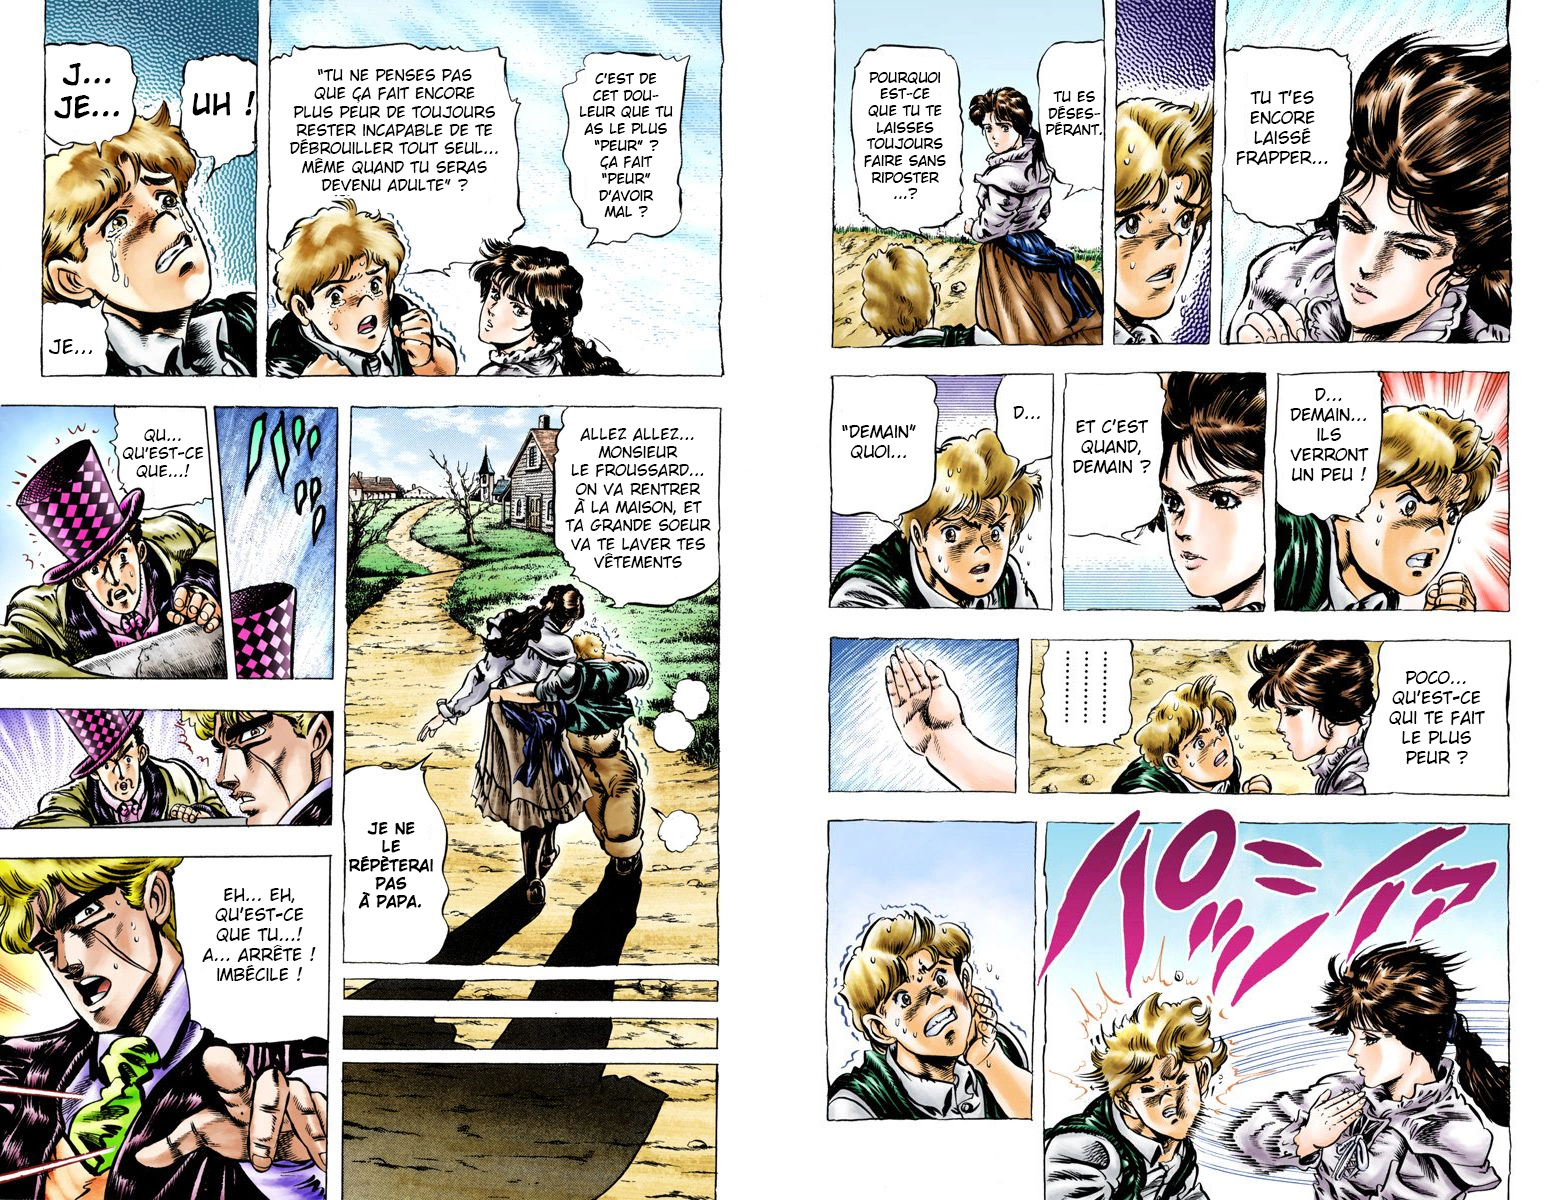 TU T'ES
ENCORE
LAISSÉ
FRAPPER...
TU ES
DÉSES-
PÉRANT.
POURQUOI
EST-CE
QUE TU TE
LAISSES
TOUJOURS
FAIRE SANS
RIPOSTER
...?
D...
DEMAIN...
ILS
VERRONT
UN PEU !
ET C'EST
QUAND,
DEMAIN ?
D...
"DEMAIN"
QUOI...
POCO...
QU'EST-CE
QUI TE FAIT
LE PLUS
PEUR ?
.........
パッシィア
C'EST DE
CET DOU-
LEUR QUE TU
AS LE PLUS
"PEUR" ?
ÇA FAIT
"PEUR"
D'AVOIR
MAL ?
"TU NE PENSES PAS
QUE ÇA FAIT ENCORE
PLUS PEUR DE TOUJOURS
RESTER INCAPABLE DE TE
DÉBROUILLER TOUT SEUL...
MÊME QUAND TU SERAS
DEVENU ADULTE" ?
UH !
J...
JE...
JE...
ALLEZ ALLEZ...
MONSIEUR
LE FROUSSARD...
ON VA RENTRER
À LA MAISON, ET
TA GRANDE SOEUR
VA TE LAVER TES
VÊTEMENTS
JE NE
LE
RÉPÈTERAI
PAS
À PAPA.
QU...
QU'EST-CE
QUE...!
EH... EH,
QU'EST-CE
QUE TU...!
A... ARRÊTE !
IMBÉCILE !